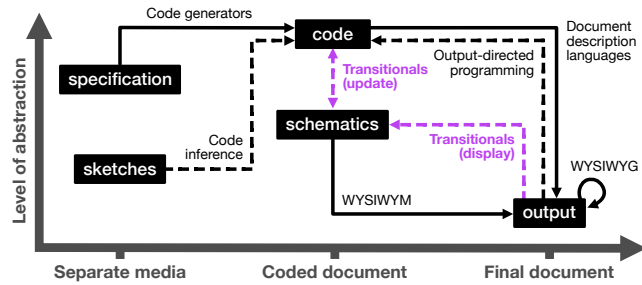 Code generators
code
Document
description
languages
specification
Output-directed
programming
Transitionals
(update)
Level of abstraction
schematics
Code
inference
Transitionals
(display)
sketches
WYSIWYG
WYSIWYM
output
Separate media
Coded document
Final document